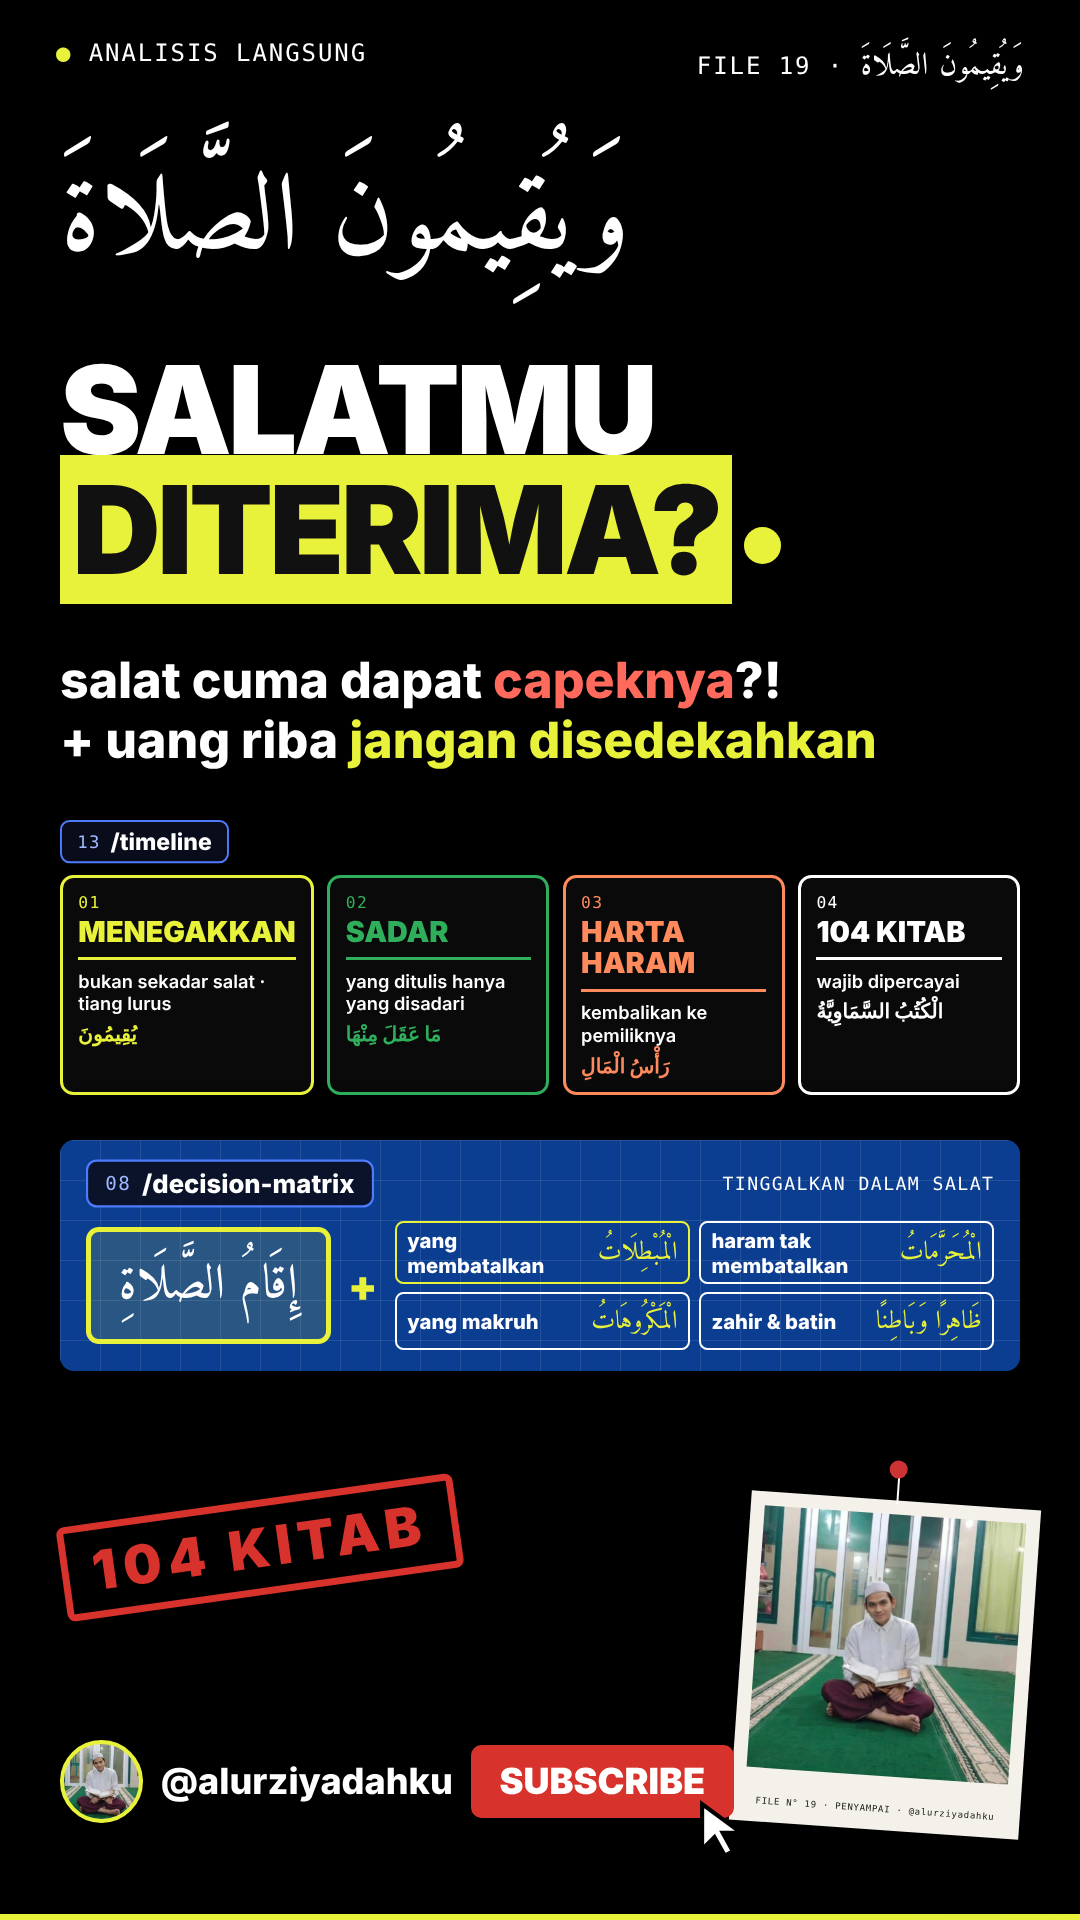 ANALISIS LANGSUNG
FILE 19 · وَيُقِيمُونَ الصَّلَاةَ
وَيُقِيمُونَ الصَّلَاةَ
SALATMU
DITERIMA?
salat cuma dapat capeknya?!
+ uang riba jangan disedekahkan
13 /timeline
01
MENEGAKKAN
bukan sekadar salat ·
tiang lurus
يُقِيمُونَ
02
SADAR
yang ditulis hanya
yang disadari
مَا عَقَلَ مِنْهَا
03
HARTA
HARAM
kembalikan ke
pemiliknya
رَأْسُ الْمَالِ
04
104 KITAB
wajib dipercayai
الْكُتُبُ السَّمَاوِيَّةُ
08 /decision-matrix
TINGGALKAN DALAM SALAT
إِقَامُ الصَّلَاةِ
+
yang
membatalkan
الْمُبْطِلَاتُ
haram tak
membatalkan
الْمُحَرَّمَاتُ
yang makruh
الْمَكْرُوهَاتُ
zahir & batin
ظَاهِرًا وَبَاطِنًا
104 KITAB
@alurziyadahku
SUBSCRIBE
FILE N° 19 · PENYAMPAI · @alurziyadahku